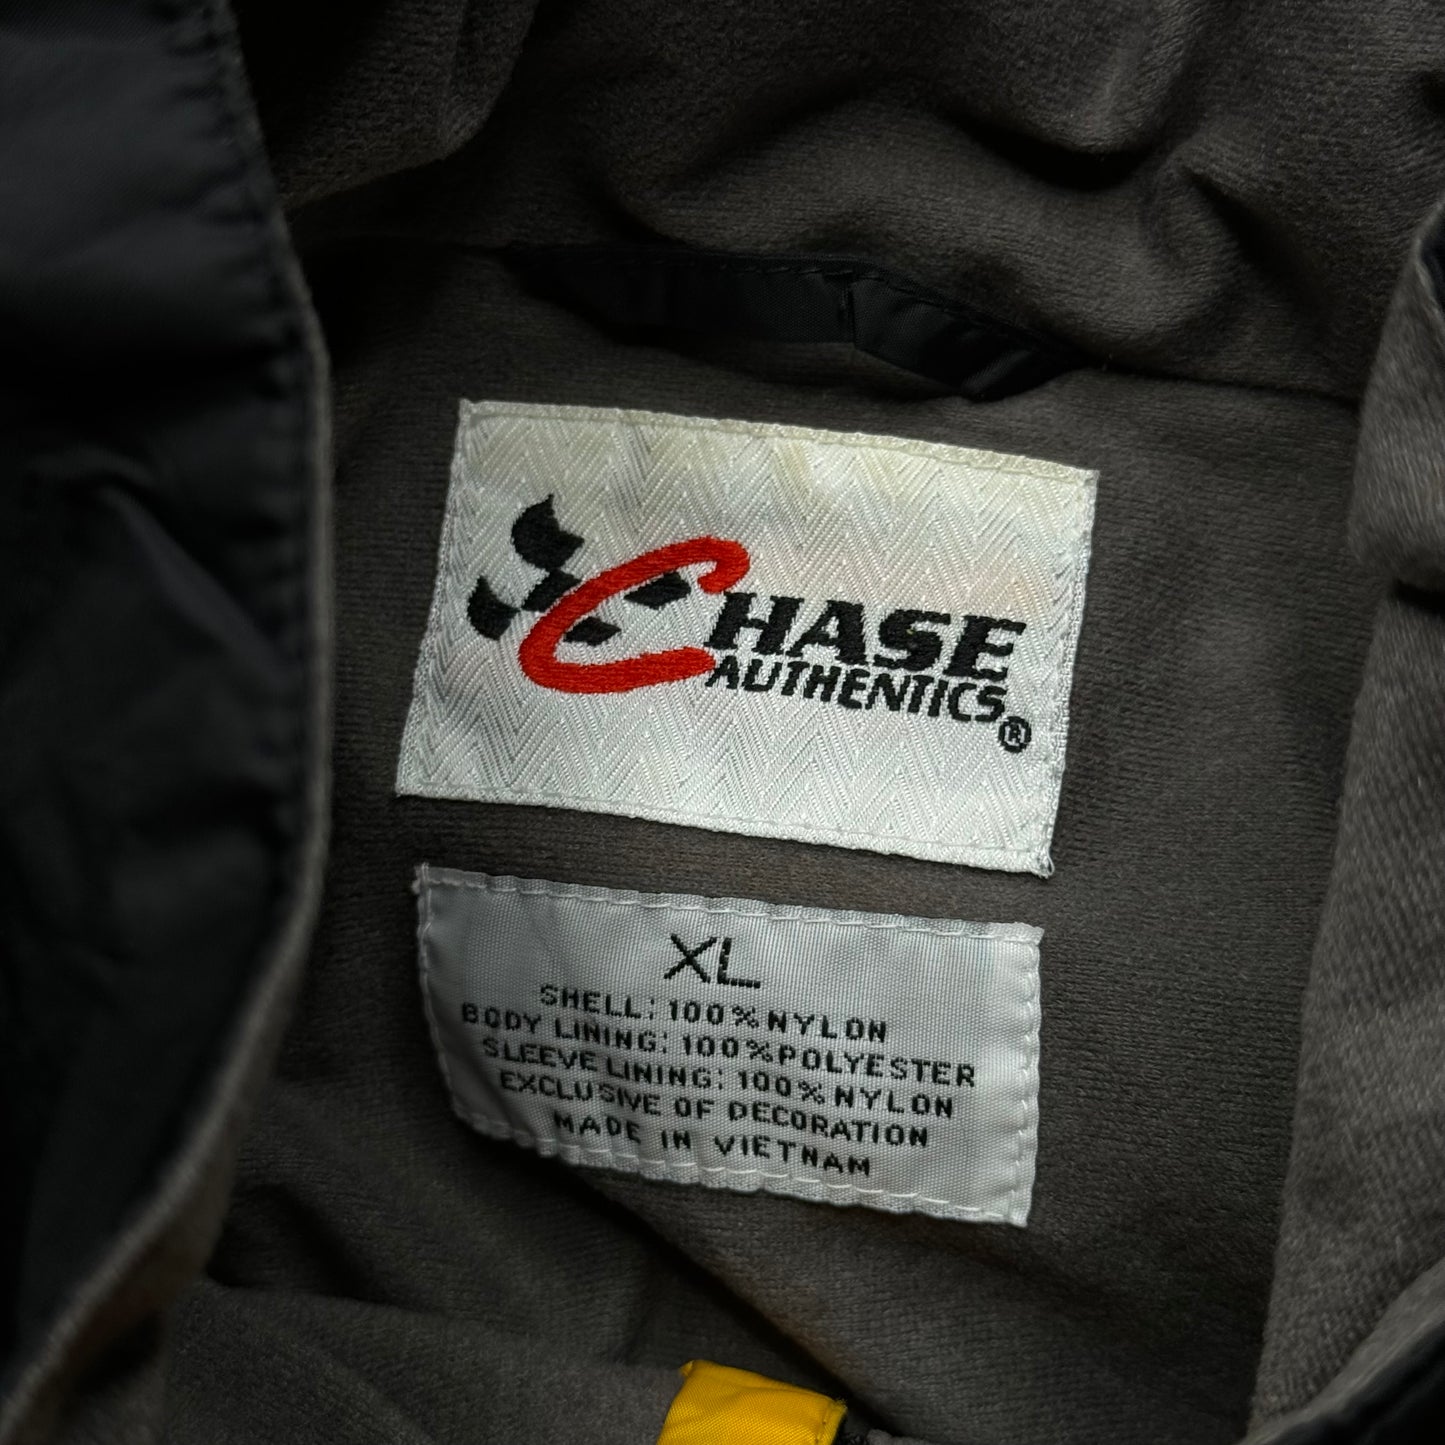 CHASE
AUTHENTICS®
XL
SHELL: 100% NYLON
BODY LINING: 100% POLYESTER
SLEEVE LINING: 100% NYLON
EXCLUSIVE OF DECORATION
MADE IN VIETNAM